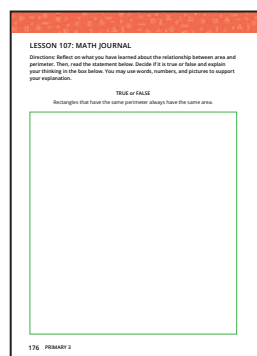 LESSON 107: MATH JOURNAL
Directions: Reflect on what you have learned about the relationship between area and
perimeter. Then, read the statement below. Decide if it is true or false and explain
your thinking in the box below. You may use words, numbers, and pictures to support
your explanation.
TRUE or FALSE
Rectangles that have the same perimeter always have the same area.
176 PRIMARY 3